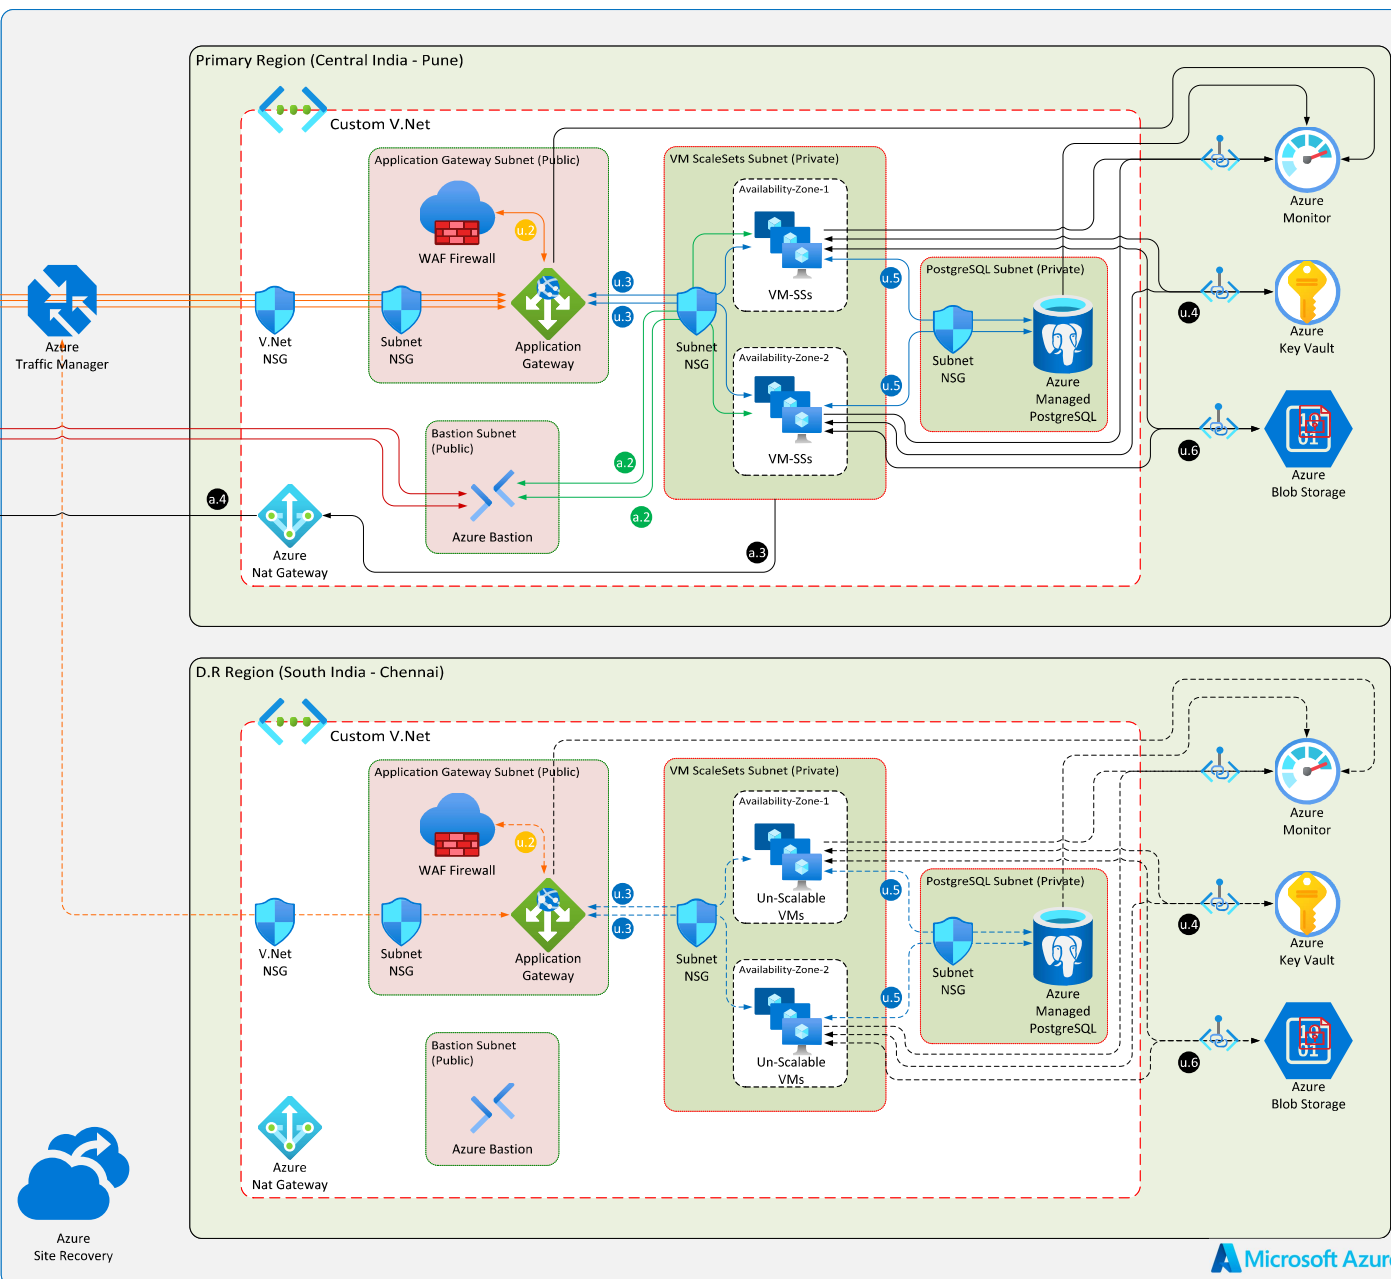 Primary Region (Central India - Pune)
Custom V.Net
Application Gateway Subnet (Public)
VM ScaleSets Subnet (Private)
Availability-Zone-1
WAF Firewall
u.2
VM-SSs
u.3
u.3
u.5
PostgreSQL Subnet (Private)
Azure
Monitor
Azure
Traffic Manager
V.Net
NSG
Subnet
NSG
Application
Gateway
Subnet
NSG
Availability-Zone-2
VM-SSs
u.5
Subnet
NSG
Azure
Managed
PostgreSQL
u.4
Azure
Key Vault
u.6
Azure
Blob Storage
Bastion Subnet
(Public)
Azure Bastion
a.2
a.2
a.3
a.4
Azure
Nat Gateway
D.R Region (South India - Chennai)
Custom V.Net
Application Gateway Subnet (Public)
VM ScaleSets Subnet (Private)
Availability-Zone-1
WAF Firewall
u.2
Un-Scalable
VMs
u.3
u.3
u.5
PostgreSQL Subnet (Private)
Azure
Monitor
V.Net
NSG
Subnet
NSG
Application
Gateway
Subnet
NSG
Availability-Zone-2
Un-Scalable
VMs
u.5
Subnet
NSG
Azure
Managed
PostgreSQL
u.4
Azure
Key Vault
u.6
Azure
Blob Storage
Bastion Subnet
(Public)
Azure Bastion
Azure
Nat Gateway
Azure
Site Recovery
Microsoft Azur